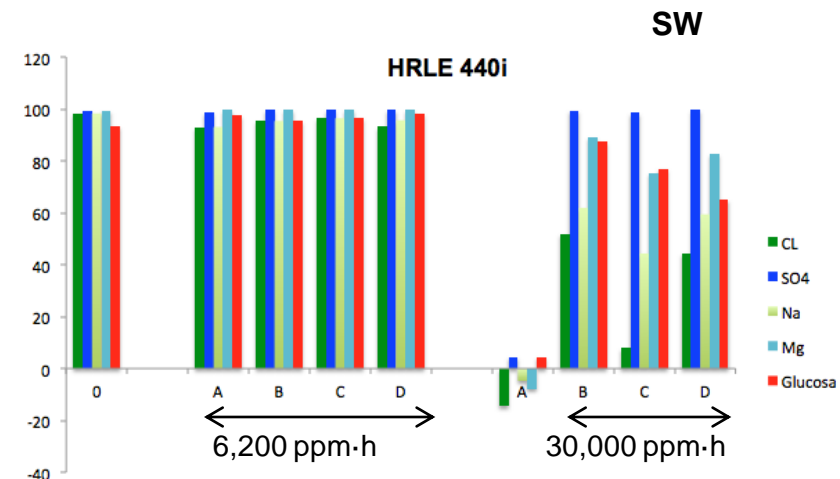 SW
HRLE 440i
120
100
80
60
40
20
0
-20
-40
0 A B C D A B C D
6,200 ppm·h 30,000 ppm·h
CL
SO4
Na
Mg
Glucosa